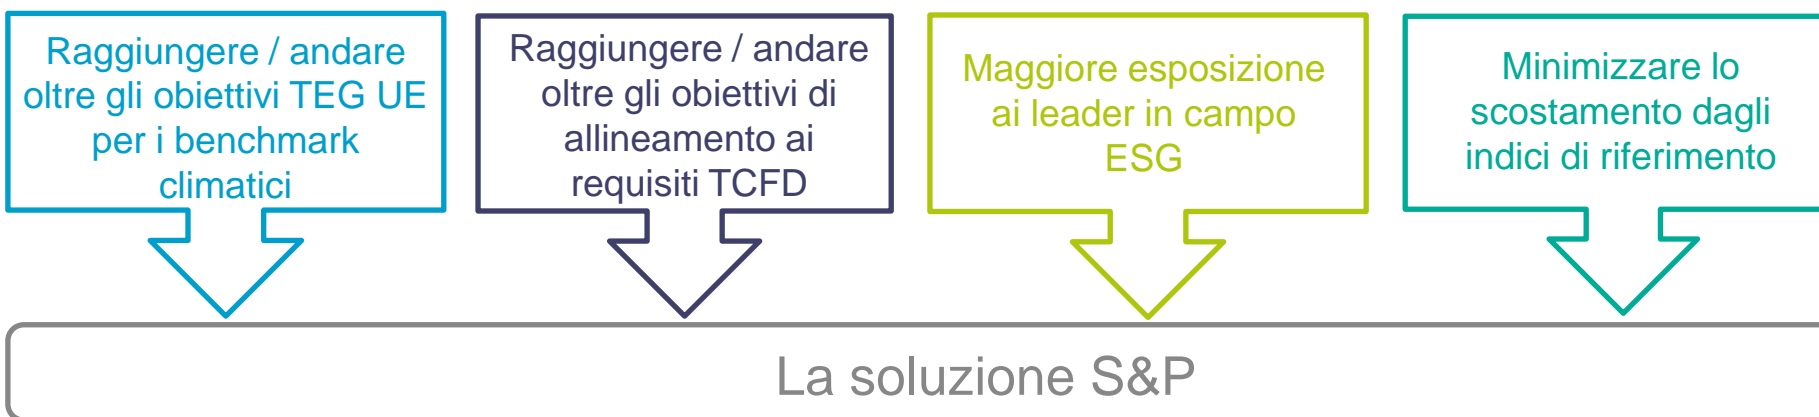 Raggiungere / andare
oltre gli obiettivi TEG UE
per i benchmark
climatici
Raggiungere / andare
oltre gli obiettivi di
allineamento ai
requisiti TCFD
Maggiore esposizione
ai leader in campo
ESG
Minimizzare lo
scostamento dagli
indici di riferimento
La soluzione S&P